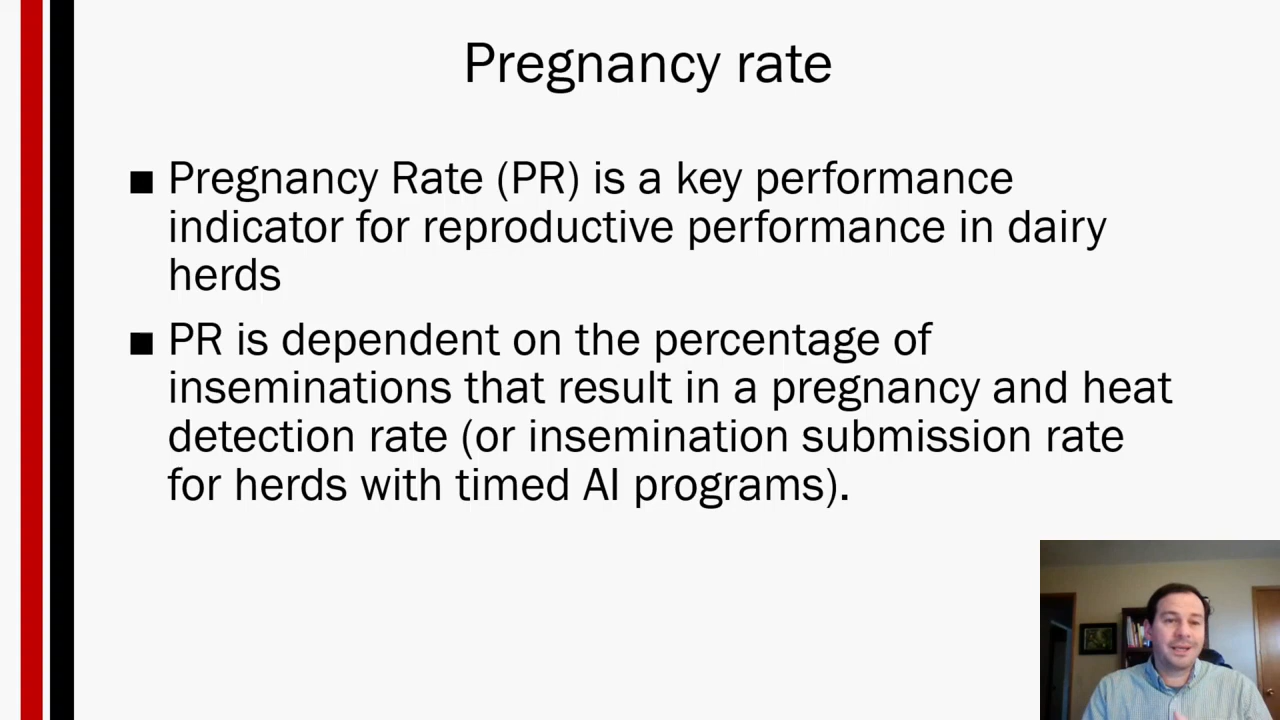 Pregnancy rate
■ Pregnancy Rate (PR) is a key performance
indicator for reproductive performance in dairy
herds
■ PR is dependent on the percentage of
inseminations that result in a pregnancy and heat
detection rate (or insemination submission rate
for herds with timed AI programs).